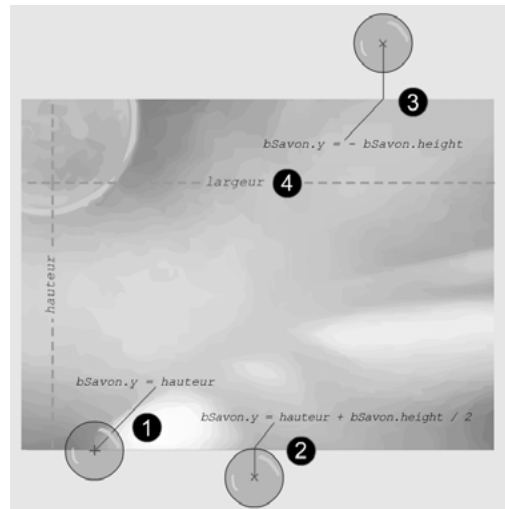 3
bSavon.y = - bSavon.height
largeur 4
hauteur
bSavon.y = hauteur
1
bSavon.y = hauteur + bSavon.height / 2
2